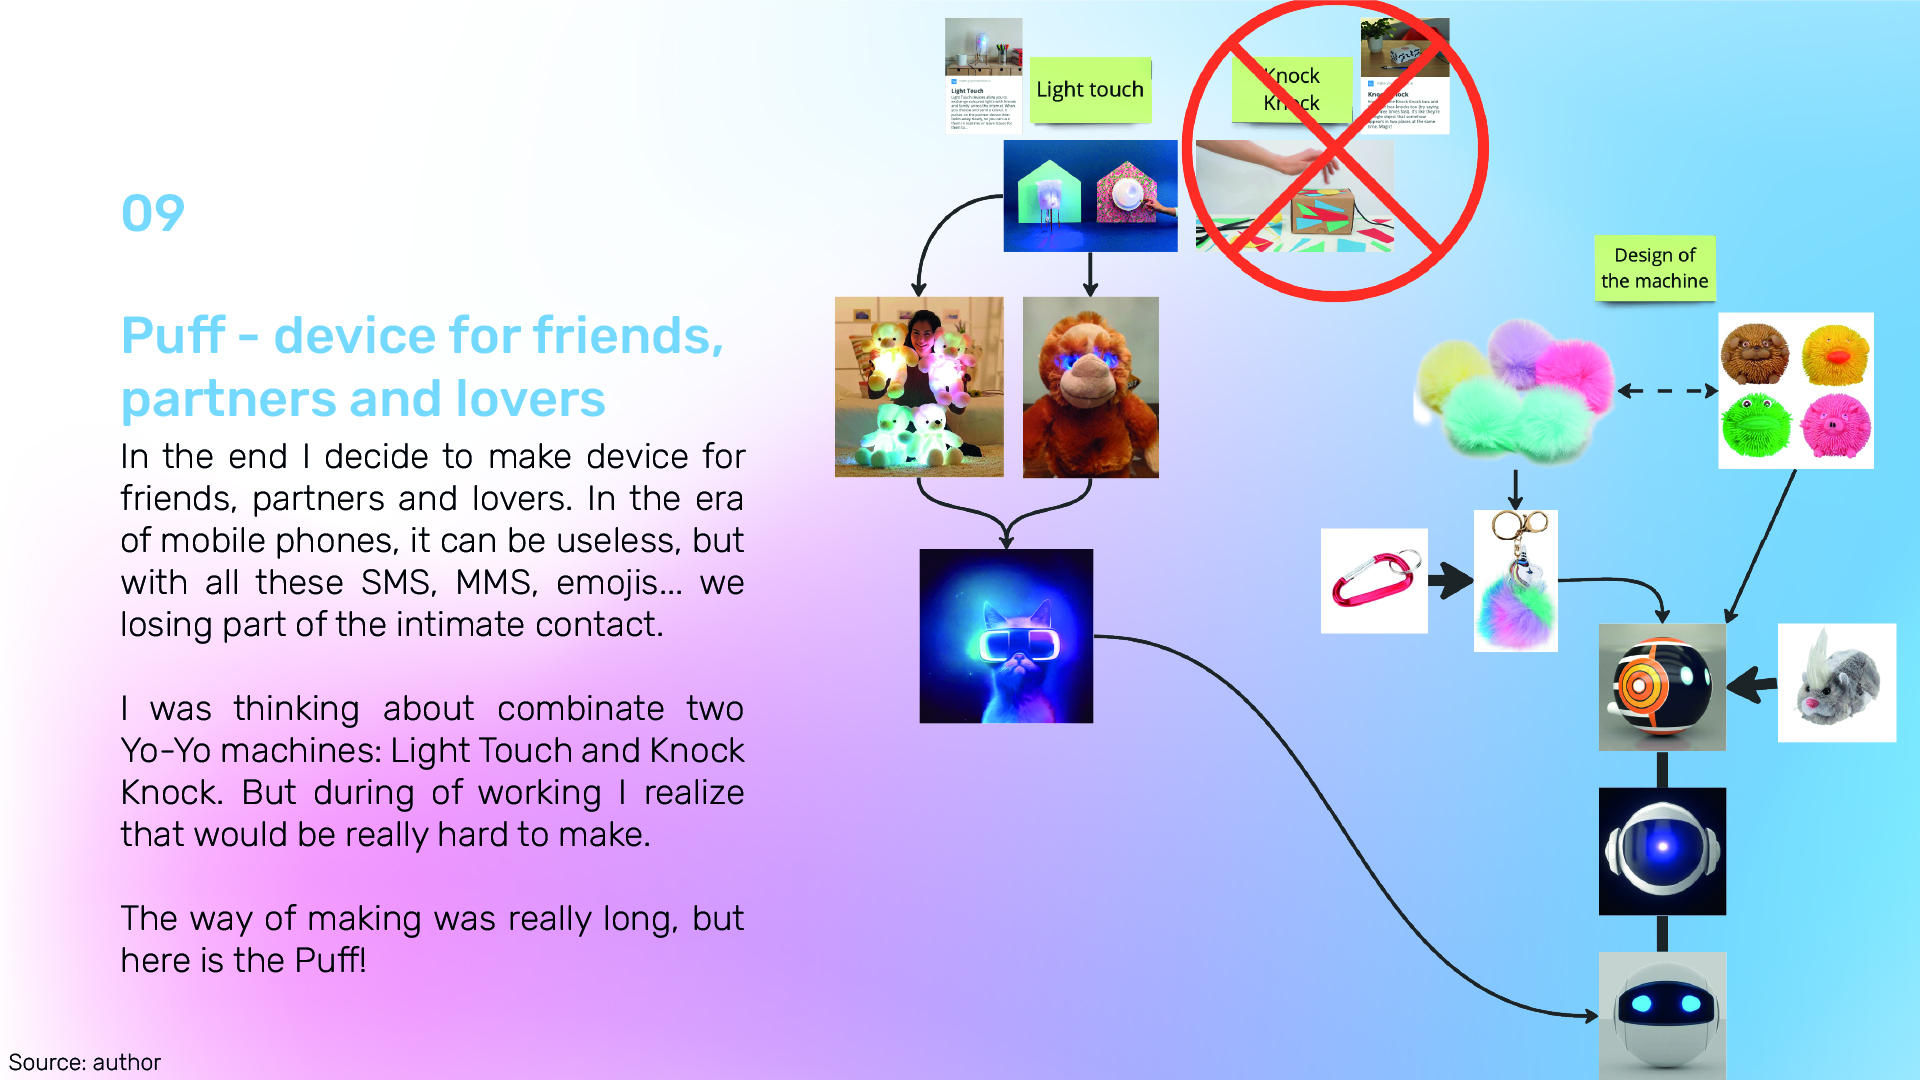 09
Puff - device for friends,
partners and lovers
In the end I decide to make device for
friends, partners and lovers. In the era
of mobile phones, it can be useless, but
with all these SMS, MMS, emojis... we
losing part of the intimate contact.
I was thinking about combinate two
Yo-Yo machines: Light Touch and Knock
Knock. But during of working I realize
that would be really hard to make.
The way of making was really long, but
here is the Puff!
Source: author
Light Touch
Light touch
Knock
Knock
Design of
the machine